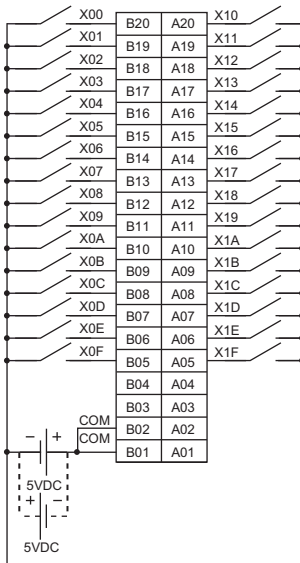 X00 B20 A20 X10
X01 B19 A19 X11
X02 B18 A18 X12
X03 B17 A17 X13
X04 B16 A16 X14
X05 B15 A15 X15
X06 B14 A14 X16
X07 B13 A13 X17
X08 B12 A12 X18
X09 B11 A11 X19
X0A B10 A10 X1A
X0B B09 A09 X1B
X0C B08 A08 X1C
X0D B07 A07 X1D
X0E B06 A06 X1E
X0F B05 A05 X1F
B04 A04
B03 A03
COM B02 A02
− + COM B01 A01
5VDC
+ −
5VDC